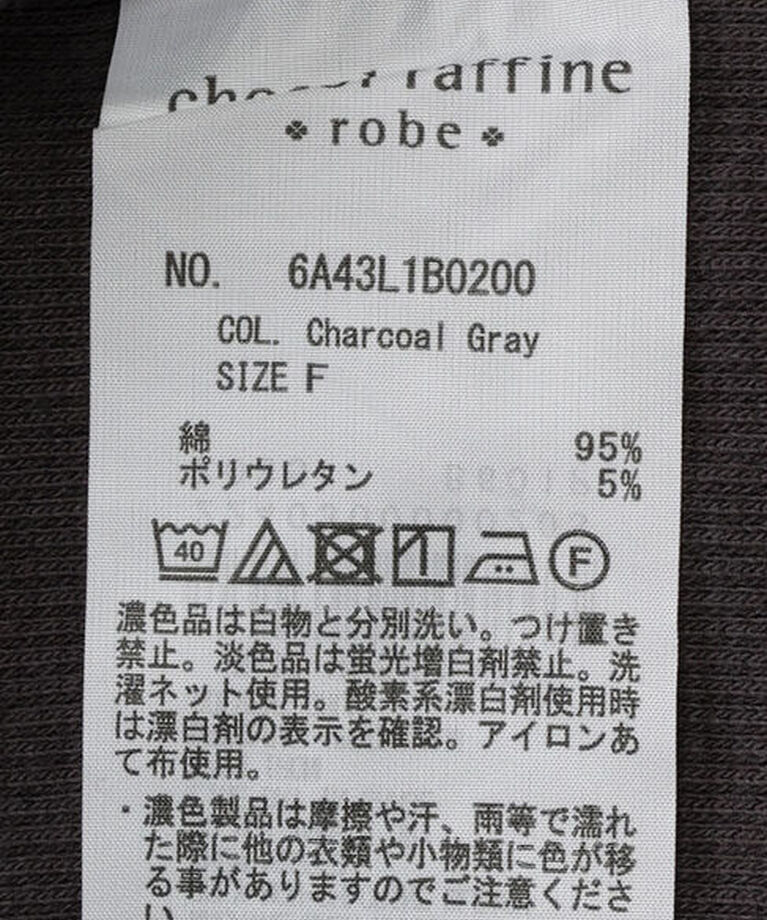 raffine
robe
NO. 6A43L1B0200
COL. Charcoal Gray
SIZE F
綿 95%
ポリウレタン 5%
40 F
濃色品は白物と分別洗い。つけ置き
禁止。淡色品は蛍光増白剤禁止。洗
濯ネット使用。酸素系漂白剤使用時
は漂白剤の表示を確認。アイロンあ
て布使用。
・濃色製品は摩擦や汗、雨等で濡れ
た際に他の衣類や小物類に色が移
る事がありますのでご注意くださ
い